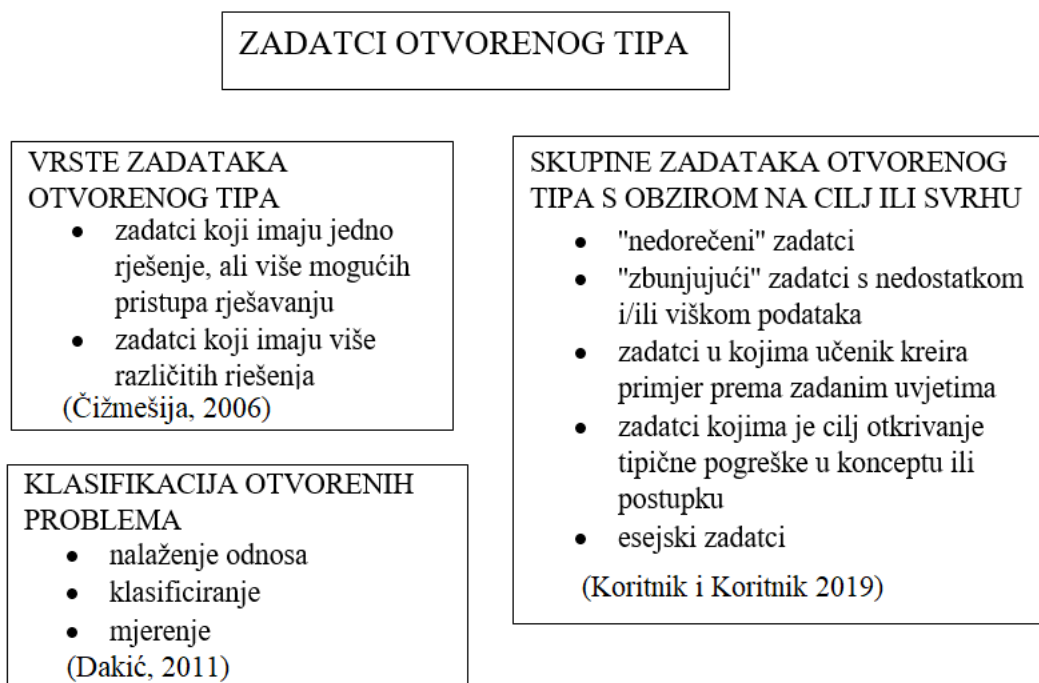 ZADATCI OTVORENOG TIPA
VRSTE ZADATAKA
OTVORENOG TIPA
• zadatci koji imaju jedno
rješenje, ali više mogućih
pristupa rješavanju
• zadatci koji imaju više
različitih rješenja
(Čižmešija, 2006)
KLASIFIKACIJA OTVORENIH
PROBLEMA
• nalaženje odnosa
• klasificiranje
• mjerenje
(Dakić, 2011)
SKUPINE ZADATAKA OTVORENOG
TIPA S OBZIROM NA CILJ ILI SVRHU
• "nedorečeni" zadatci
• "zbunjujući" zadatci s nedostatkom
i/ili viškom podataka
• zadatci u kojima učenik kreira
primjer prema zadanim uvjetima
• zadatci kojima je cilj otkrivanje
tipične pogreške u konceptu ili
postupku
• esejski zadatci
(Koritnik i Koritnik 2019)